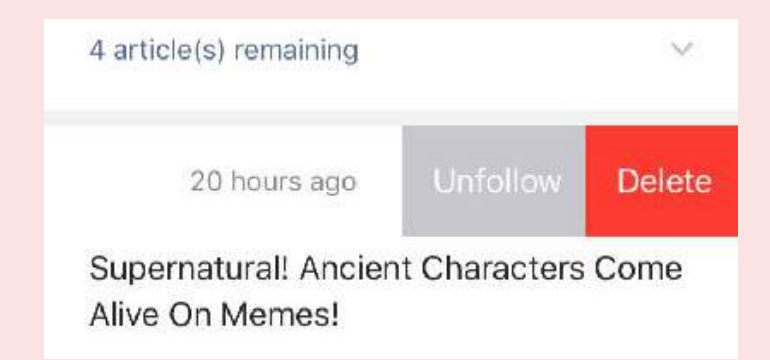 4 article(s) remaining
20 hours ago Unfollow Delete
Supernatural! Ancient Characters Come
Alive On Memes!